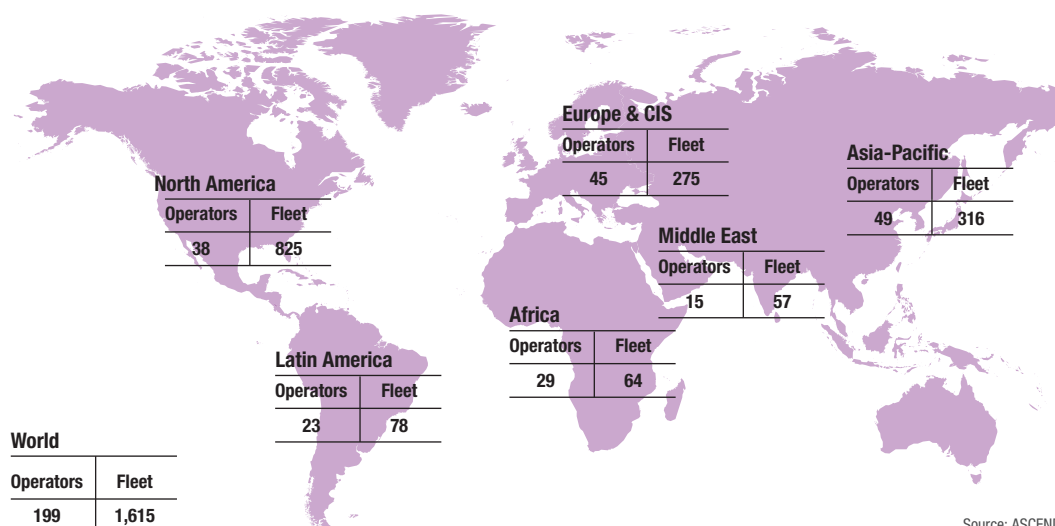 Europe & CIS
Operators Fleet
45 275
Asia-Pacific
Operators Fleet
49 316
North America
Operators Fleet
38 825
Middle East
Operators Fleet
15 57
Africa
Operators Fleet
29 64
Latin America
Operators Fleet
23 78
World
Operators Fleet
199 1,615
Source: ASCEND